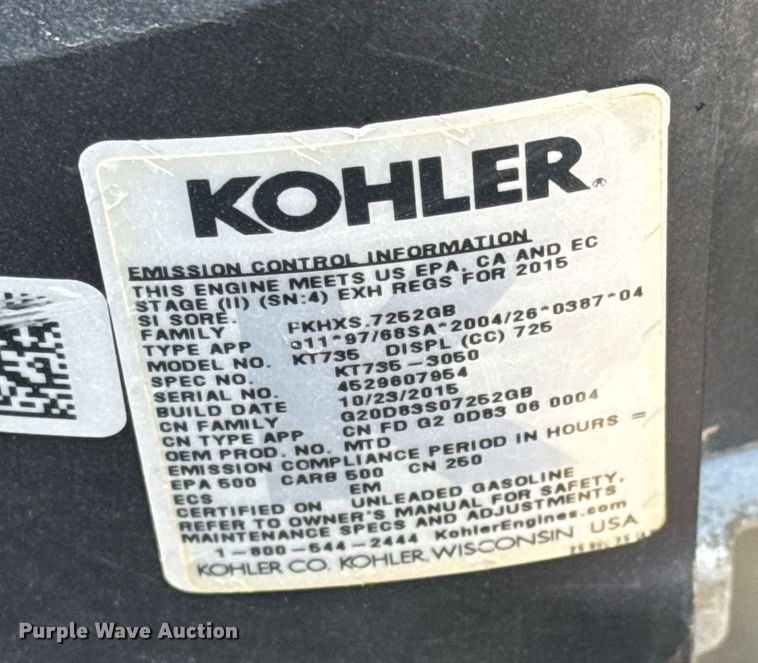 KOHLER®
EMISSION CONTROL INFORMATION
THIS ENGINE MEETS US EPA, CA AND EC
STAGE (II) (SN:4) EXH REGS FOR 2015
SI SORE.
FAMILY FKHXS.7252GB
TYPE APP e11*97/68SA*2004/26*0387*04
MODEL NO. KT735 DISPL (CC) 725
SPEC NO. KT735-3050
SERIAL NO. 4529607954
BUILD DATE 10/23/2015
CN FAMILY G20D83S07252GB
CN TYPE APP CN FD G2 0D83 06 0004
OEM PROD. NO. MTD
EMISSION COMPLIANCE PERIOD IN HOURS =
EPA 500 CARB 500 CN 250
ECS EM
CERTIFIED ON UNLEADED GASOLINE
REFER TO OWNER'S MANUAL FOR SAFETY,
MAINTENANCE SPECS AND ADJUSTMENTS
1-800-544-2444 KohlerEngines.com
KOHLER CO. KOHLER, WISCONSIN USA
Purple Wave Auction